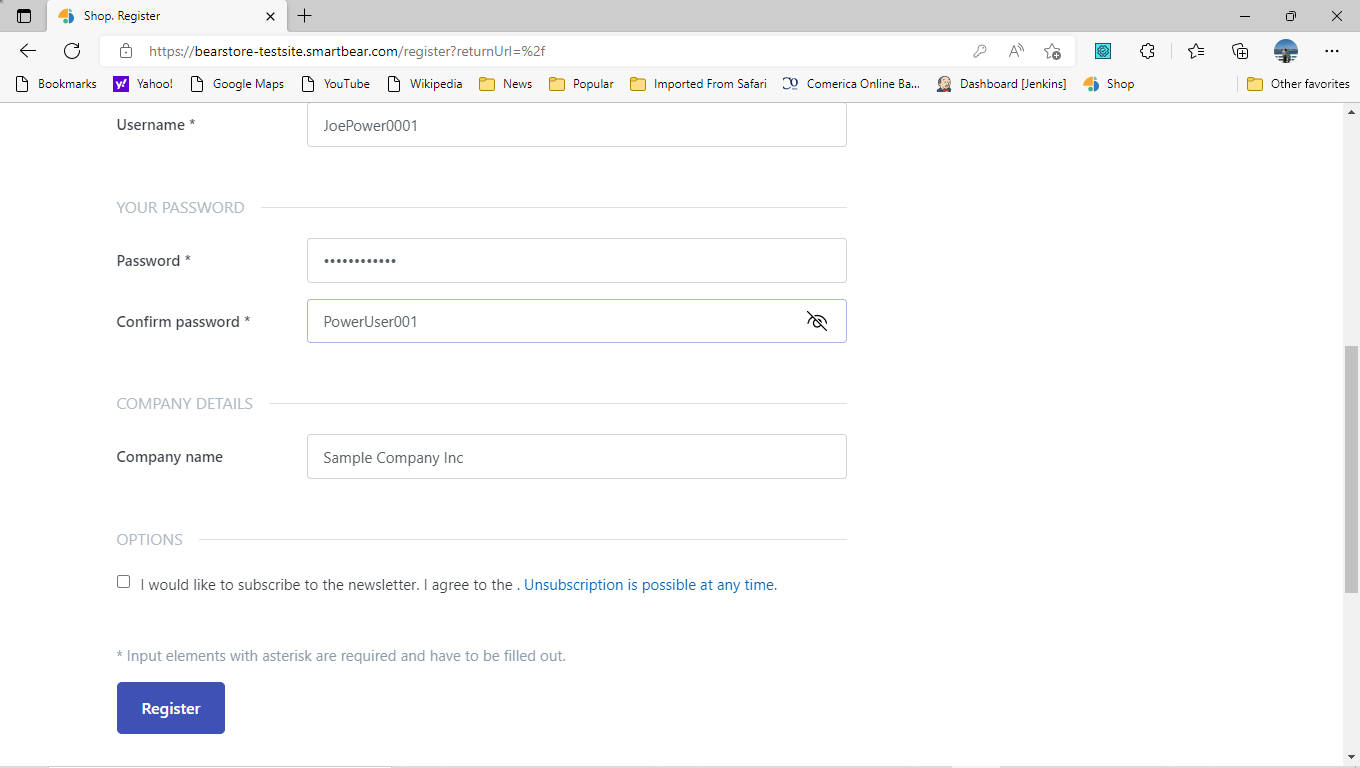 Shop. Register
https://bearstore-testsite.smartbear.com/register?returnUrl=%2f
Bookmarks Yahoo! Google Maps YouTube Wikipedia News Popular Imported From Safari Comerica Online Ba... Dashboard [Jenkins] Shop Other favorites
Username * JoePower0001
YOUR PASSWORD
Password * ••••••••••••
Confirm password * PowerUser001
COMPANY DETAILS
Company name Sample Company Inc
OPTIONS
I would like to subscribe to the newsletter. I agree to the . Unsubscription is possible at any time.
* Input elements with asterisk are required and have to be filled out.
Register